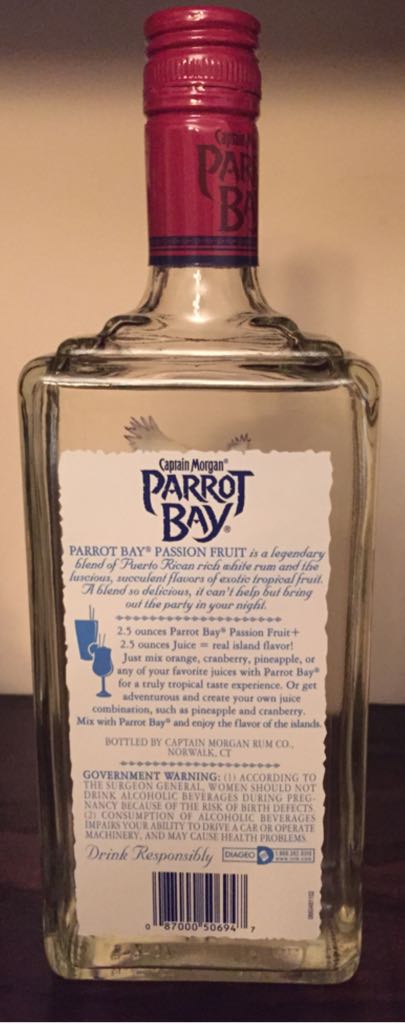 Captain M
PAR
BA
Captain Morgan®
PARROT
BAY®
PARROT BAY® PASSION FRUIT is a legendary
blend of Puerto Rican rich white rum and the
luscious, succulent flavors of exotic tropical fruit.
A blend so delicious, it can't help but bring
out the party in your night.
2.5 ounces Parrot Bay® Passion Fruit+
2.5 ounces Juice = real island flavor!
Just mix orange, cranberry, pineapple, or
any of your favorite juices with Parrot Bay®
for a truly tropical taste experience. Or get
adventurous and create your own juice
combination, such as pineapple and cranberry.
Mix with Parrot Bay® and enjoy the flavor of the islands.
BOTTLED BY CAPTAIN MORGAN RUM CO.,
NORWALK, CT
GOVERNMENT WARNING: (1) ACCORDING TO
THE SURGEON GENERAL, WOMEN SHOULD NOT
DRINK ALCOHOLIC BEVERAGES DURING PREG-
NANCY BECAUSE OF THE RISK OF BIRTH DEFECTS.
(2) CONSUMPTION OF ALCOHOLIC BEVERAGES
IMPAIRS YOUR ABILITY TO DRIVE A CAR OR OPERATE
MACHINERY, AND MAY CAUSE HEALTH PROBLEMS.
Drink Responsibly DIAGEO
0 87000 50694 7